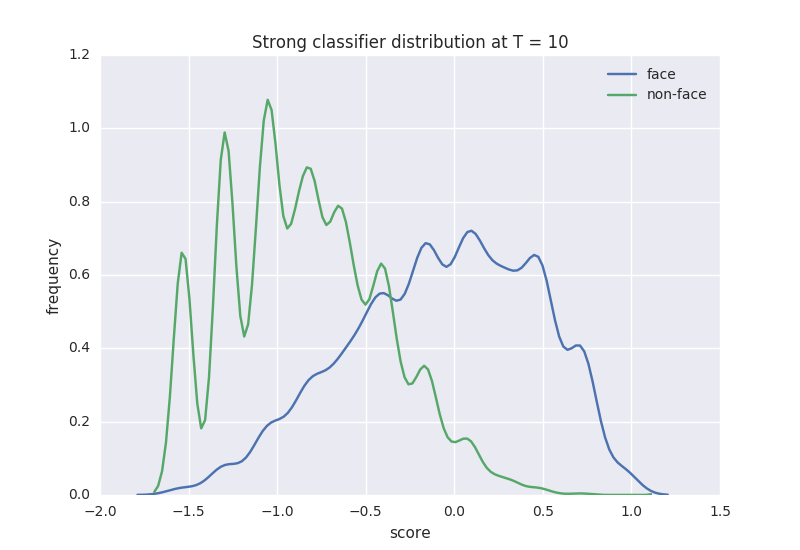 Strong classifier distribution at T = 10
face
non-face
frequency
1.2
1.0
0.8
0.6
0.4
0.2
0.0
−2.0 −1.5 −1.0 −0.5 0.0 0.5 1.0 1.5
score